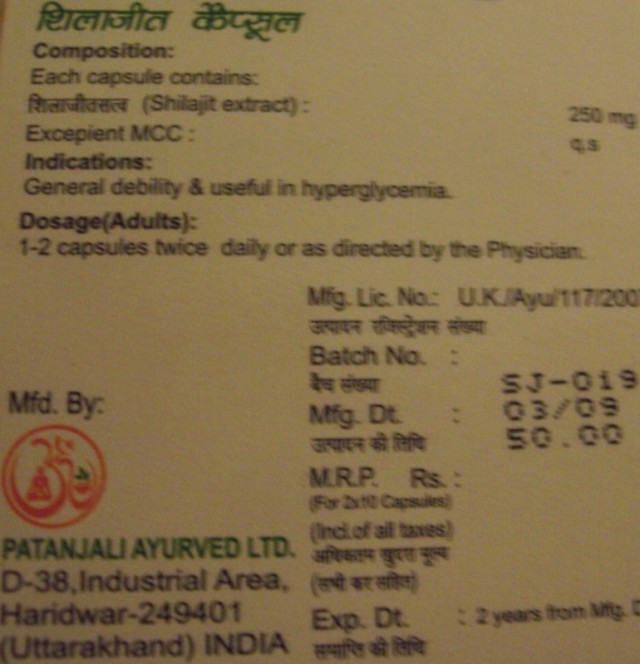 शिलाजीत कैप्सूल
Composition:
Each capsule contains:
शिलाजीतसत्व (Shilajit extract) : 250 mg
Excepient MCC : q.s
Indications:
General debility & useful in hyperglycemia.
Dosage(Adults):
1-2 capsules twice daily or as directed by the Physician.
Mfg. Lic. No.: U.K./Ayu/117/200
उत्पादन रजिस्ट्रेशन संख्या
Batch No. : SJ-019
बैच संख्या
Mfg. Dt. : 03/09
उत्पादन की तिथि
M.R.P. Rs. : 50.00
(For 2x10 Capsules)
(Incl.of all taxes)
अधिकतम खुदरा मूल्य
(सभी कर सहित)
Exp. Dt. : 2 years from Mfg. D
समाप्ति की तिथि
Mfd. By:
PATANJALI AYURVED LTD.
D-38,Industrial Area,
Haridwar-249401
(Uttarakhand) INDIA